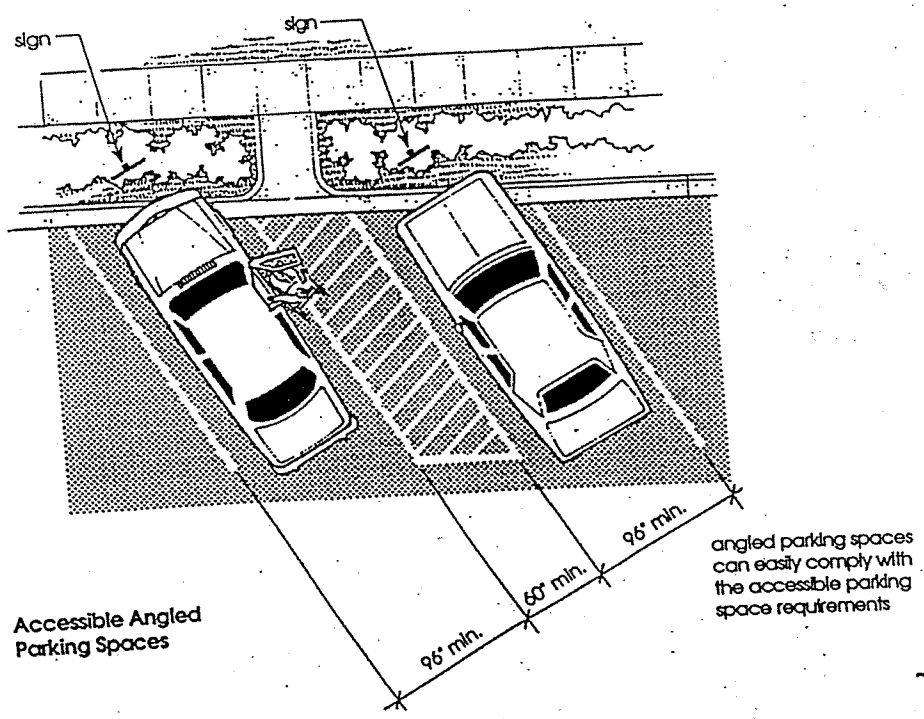 sign
sign
96" min.
60" min.
96" min.
angled parking spaces
can easily comply with
the accessible parking
space requirements
Accessible Angled
Parking Spaces